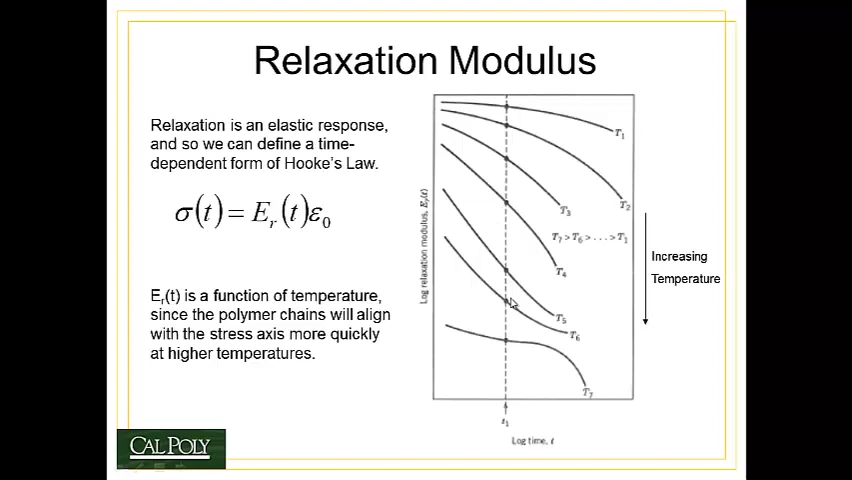 Relaxation Modulus
Relaxation is an elastic response,
and so we can define a time-
dependent form of Hooke's Law.
σ(t) = E_r(t)ε_0
E_r(t) is a function of temperature,
since the polymer chains will align
with the stress axis more quickly
at higher temperatures.
Log relaxation modulus, E_r(t)
T_1
T_2
T_3
T_7 > T_6 > . . . > T_1
T_4
T_5
T_6
T_7
t_1
Log time, t
Increasing
Temperature
CAL POLY